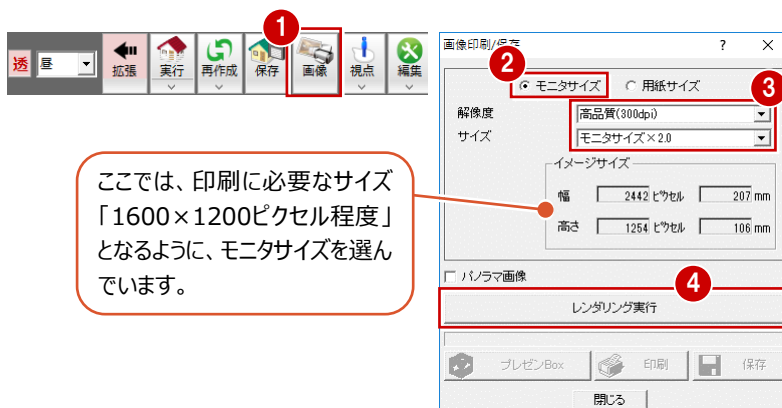 1
透 昼 拡張 実行 再作成 保存 画像 視点 編集
画像印刷/保存 ? ×
2
モニタサイズ 用紙サイズ
3
解像度 高品質(300dpi)
サイズ モニタサイズ×2.0
イメージサイズ
幅 2442 ピクセル 207 mm
高さ 1254 ピクセル 106 mm
ここでは、印刷に必要なサイズ
「1600×1200ピクセル程度」
となるように、モニタサイズを選ん
でいます。
パノラマ画像
4
レンダリング実行
プレゼンBox 印刷 保存
閉じる